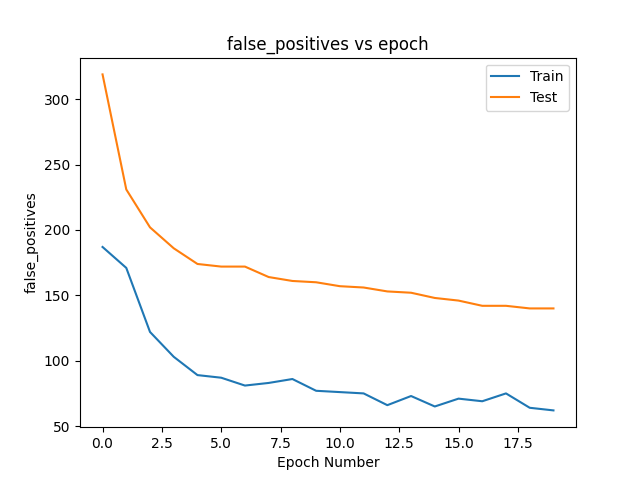 false_positives vs epoch
Train
Test
300
250
200
150
100
50
false_positives
0.0 2.5 5.0 7.5 10.0 12.5 15.0 17.5
Epoch Number